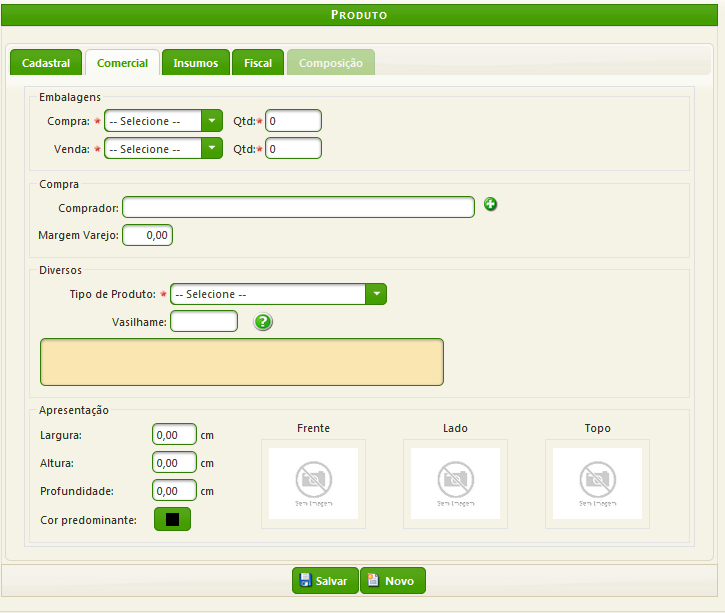 PRODUTO
Cadastral Comercial Insumos Fiscal Composição
Embalagens
Compra: * -- Selecione -- Qtd:* 0
Venda: * -- Selecione -- Qtd:* 0
Compra
Comprador:
Margem Varejo: 0,00
Diversos
Tipo de Produto: * -- Selecione --
Vasilhame: ?
Apresentação
Frente Lado Topo
Largura: 0,00 cm
Altura: 0,00 cm
Profundidade: 0,00 cm
Sem Imagem Sem Imagem Sem Imagem
Cor predominante:
Salvar Novo